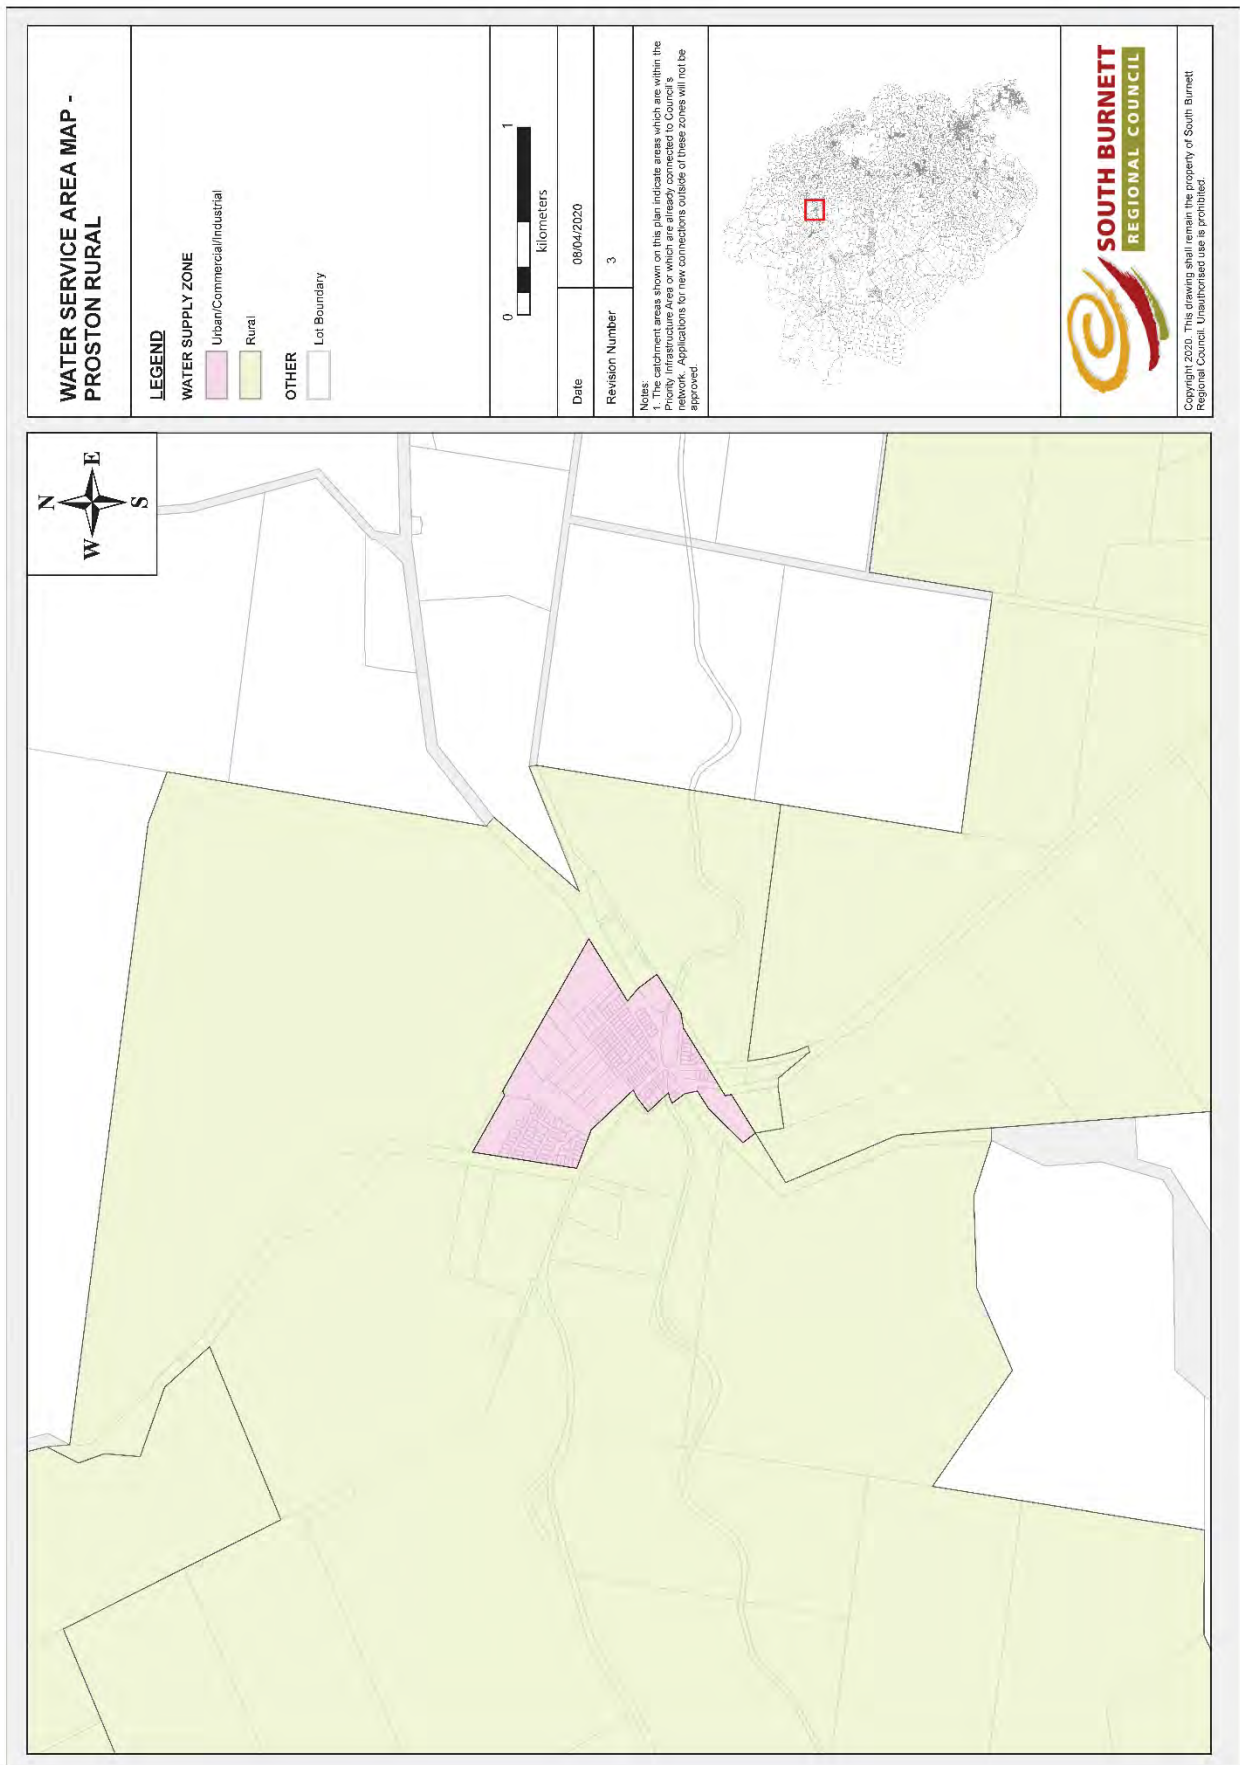 WATER SERVICE AREA MAP -
PROSTON RURAL
LEGEND
WATER SUPPLY ZONE
Urban/Commercial/Industrial
Rural
OTHER
Lot Boundary
0 1
kilometers
Date 08/04/2020
Revision Number 3
Notes:
1. The catchment areas shown on this plan indicate areas which are within the
Priority Infrastructure Area or which are already connected to Council's
network. Applications for new connections outside of these zones will not be
approved.
SOUTH BURNETT
REGIONAL COUNCIL
Copyright 2020. This drawing shall remain the property of South Burnett
Regional Council. Unauthorised use is prohibited.
N
W E
S